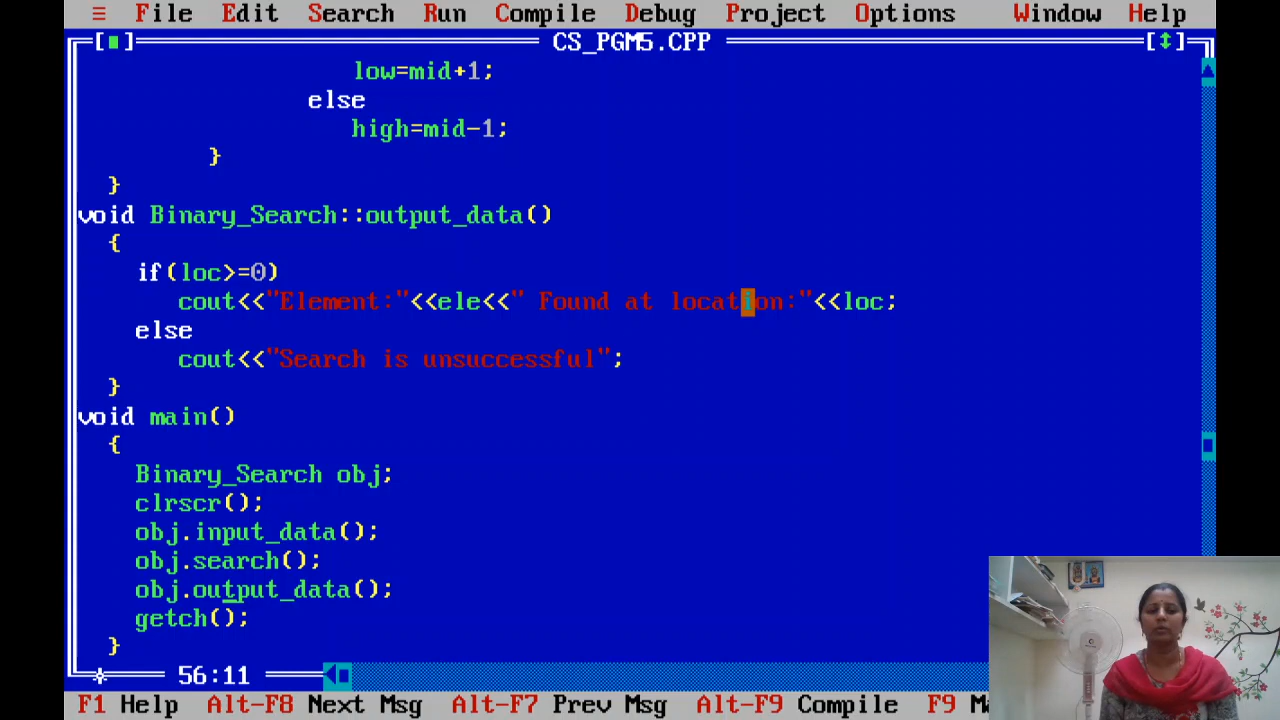 ≡ File Edit Search Run Compile Debug Project Options Window Help
[■] CS_PGM5.CPP [↕]
low=mid+1;
else
high=mid-1;
}
}
void Binary_Search::output_data()
{
if(loc>=0)
cout<<"Element:"<<ele<<" Found at location:"<<loc;
else
cout<<"Search is unsuccessful";
}
void main()
{
Binary_Search obj;
clrscr();
obj.input_data();
obj.search();
obj.output_data();
getch();
}
56:11
F1 Help Alt-F8 Next Msg Alt-F7 Prev Msg Alt-F9 Compile F9